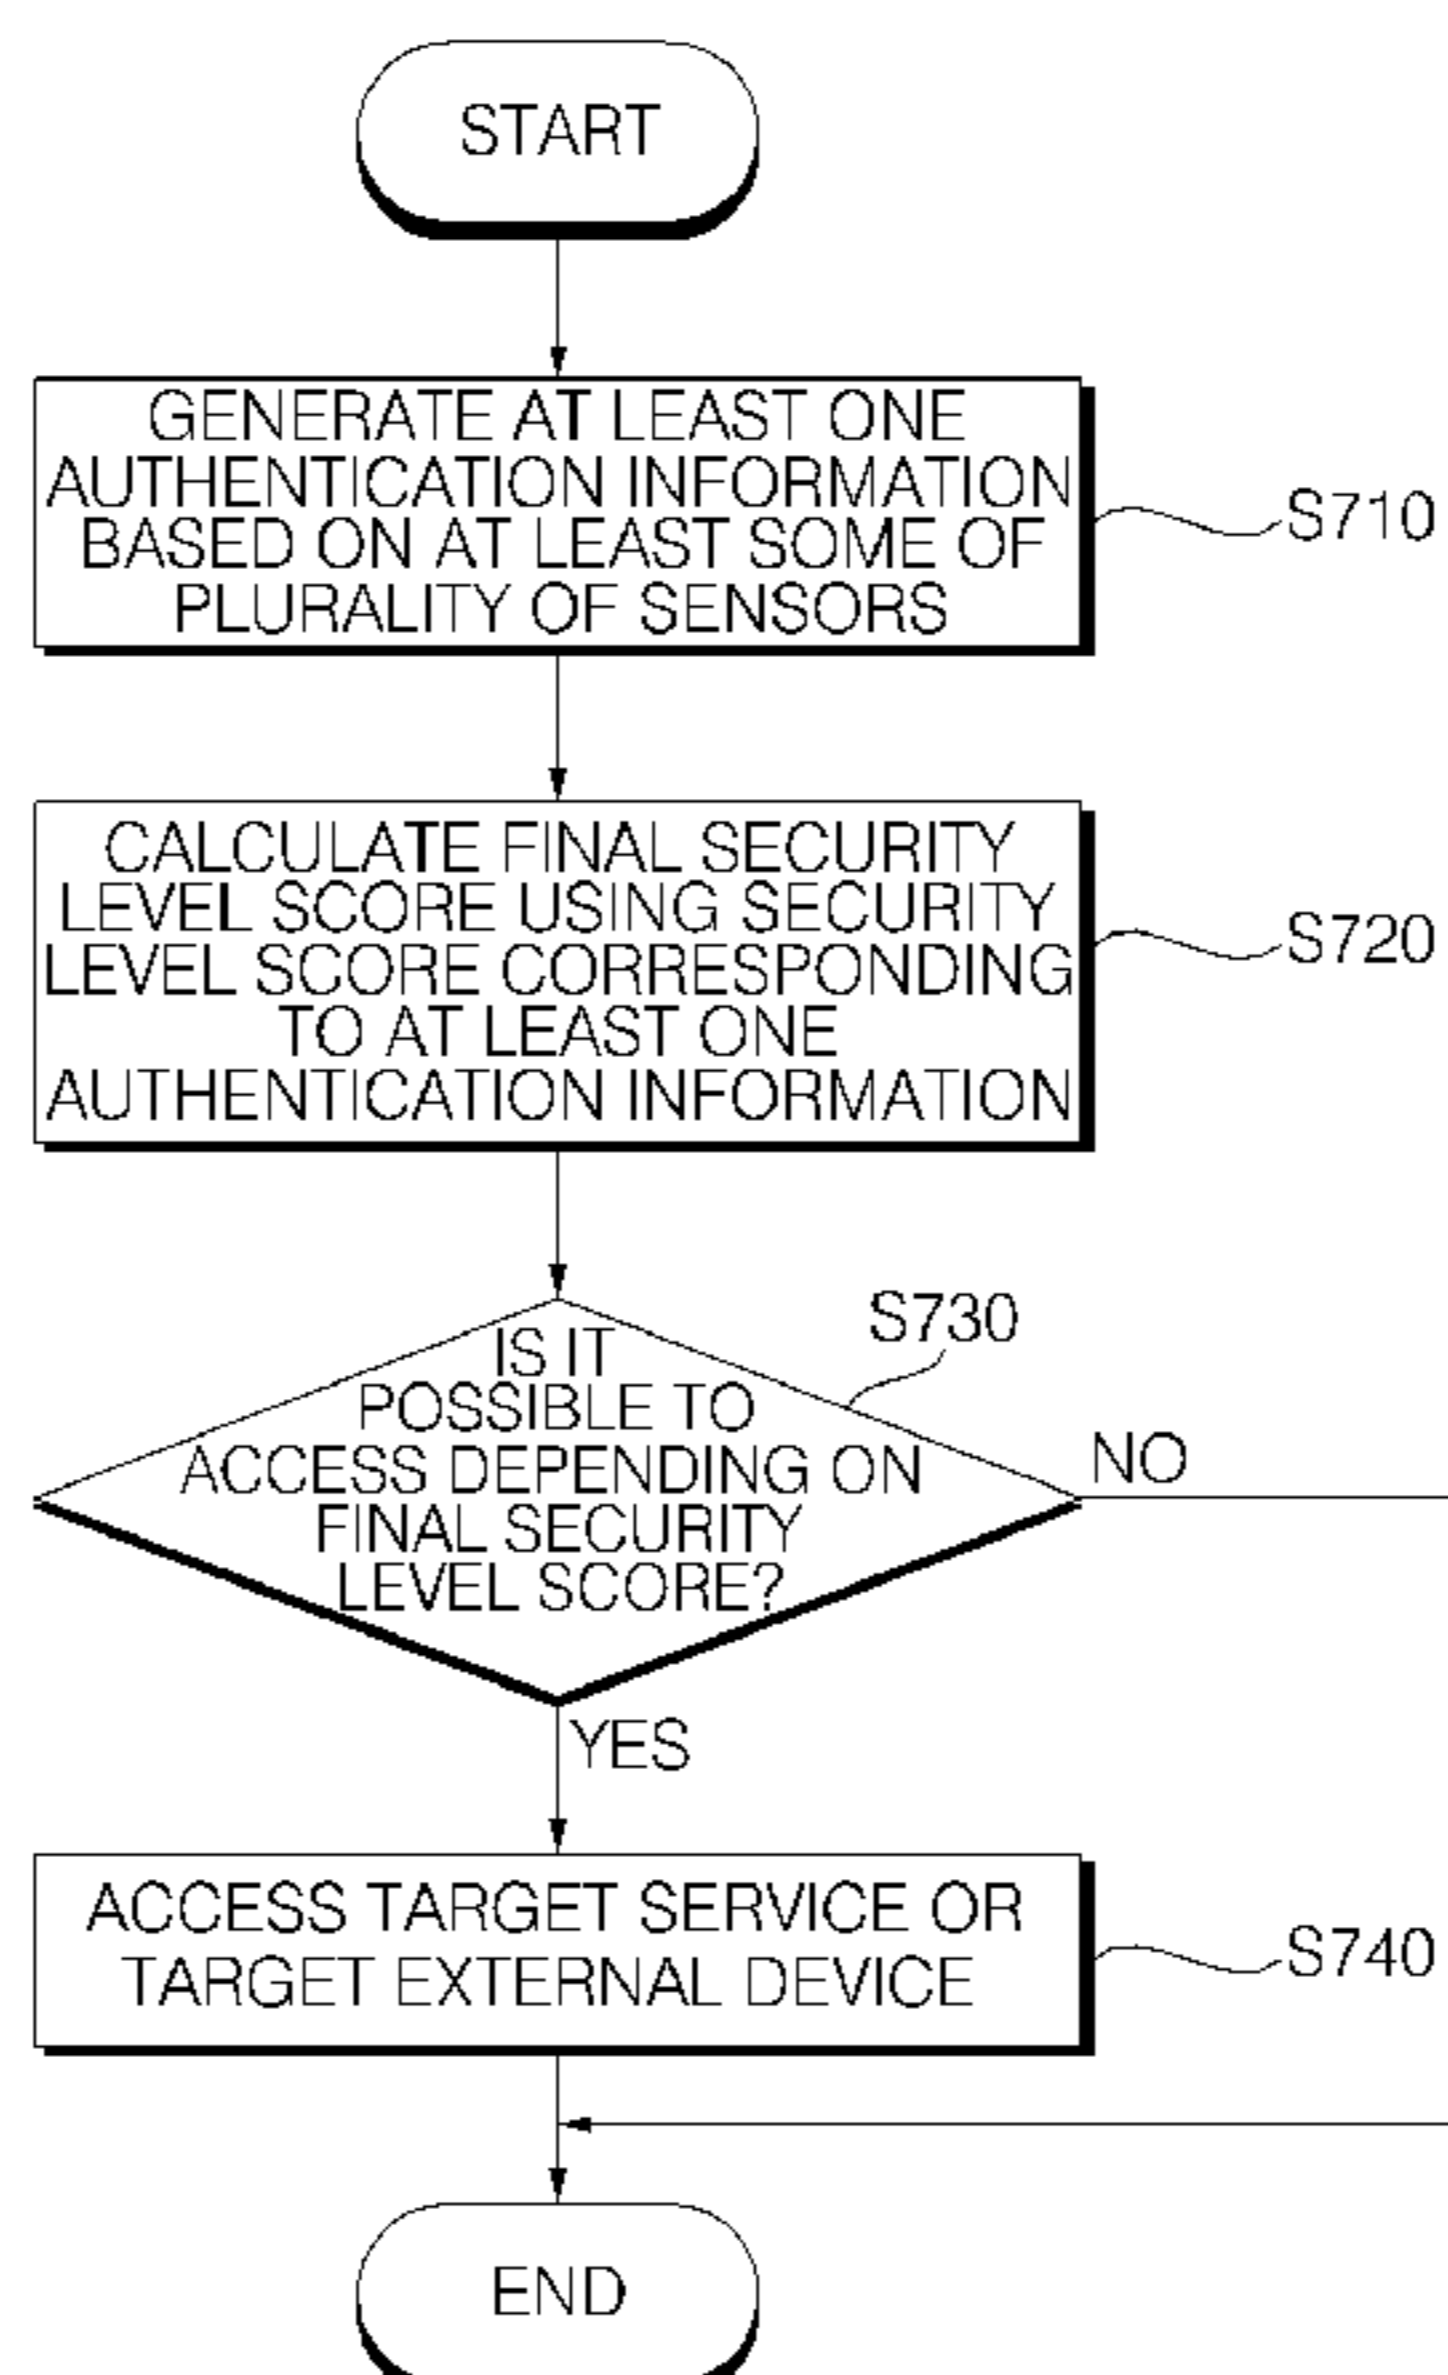 START
GENERATE AT LEAST ONE
AUTHENTICATION INFORMATION
BASED ON AT LEAST SOME OF
PLURALITY OF SENSORS
S710
CALCULATE FINAL SECURITY
LEVEL SCORE USING SECURITY
LEVEL SCORE CORRESPONDING
TO AT LEAST ONE
AUTHENTICATION INFORMATION
S720
S730
IS IT
POSSIBLE TO
ACCESS DEPENDING ON
FINAL SECURITY
LEVEL SCORE?
NO
YES
ACCESS TARGET SERVICE OR
TARGET EXTERNAL DEVICE
S740
END